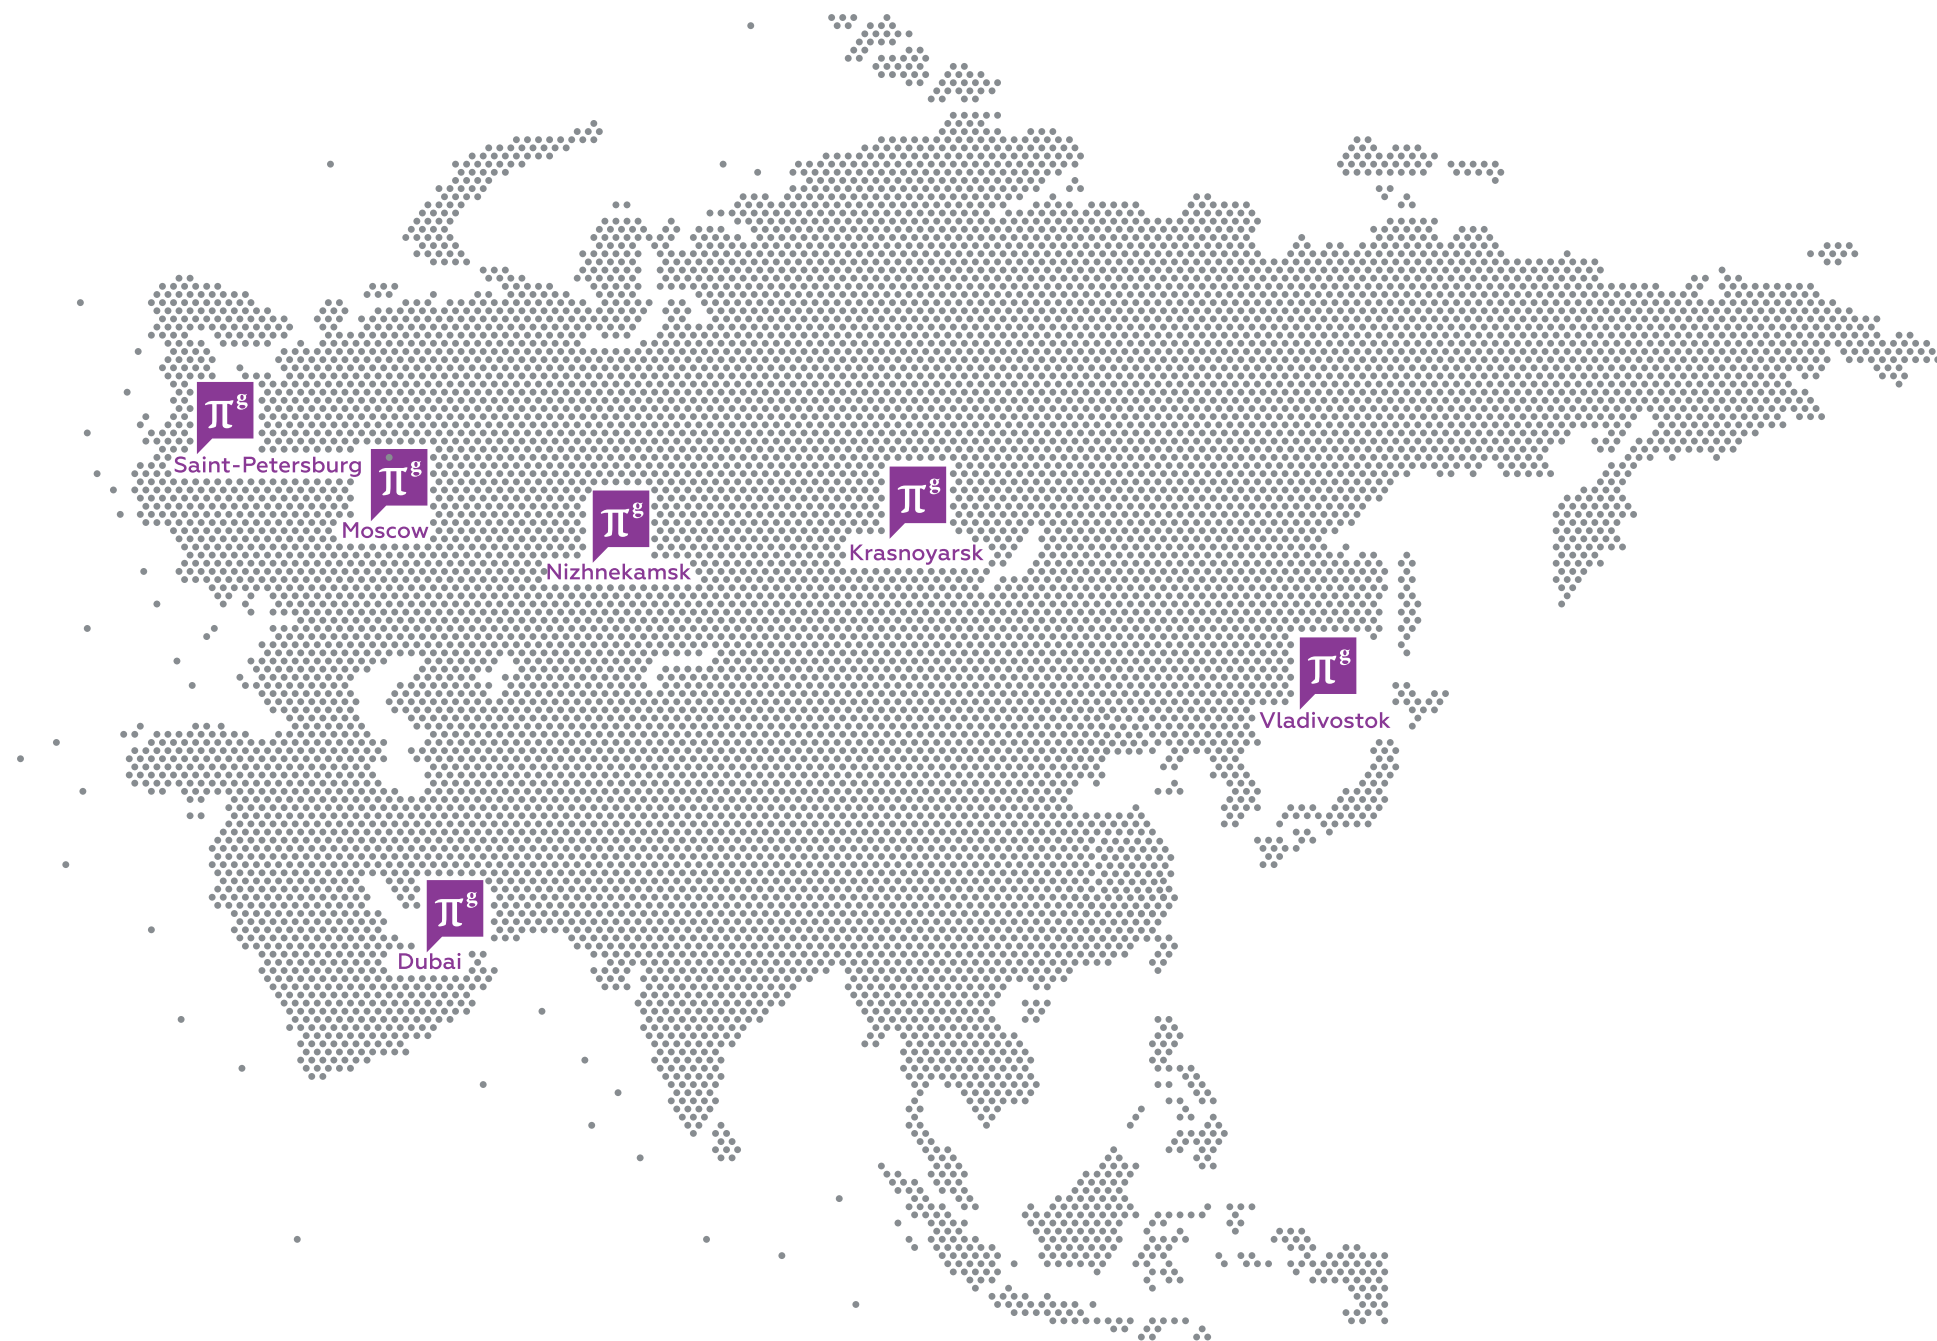 πg
Saint-Petersburg
πg
Moscow
πg
Nizhnekamsk
πg
Krasnoyarsk
πg
Vladivostok
πg
Dubai